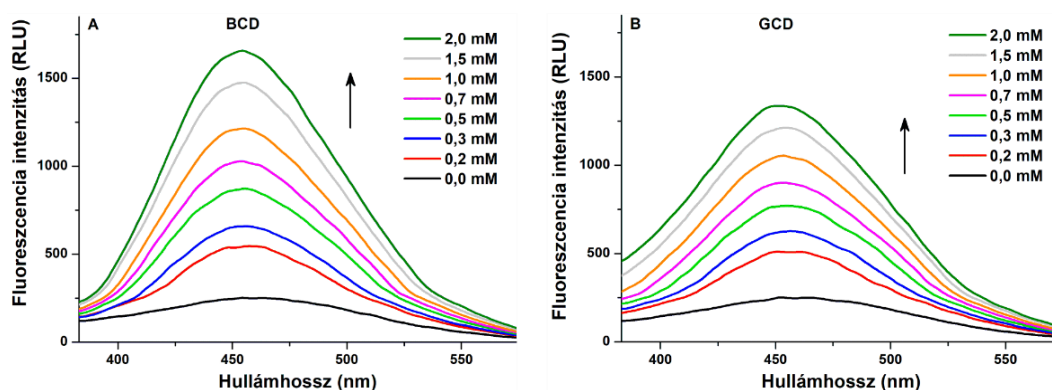 A
BCD
Fluoreszcencia intenzitás (RLU)
1500
1000
500
0
400
450
500
550
Hullámhossz (nm)
2,0 mM
1,5 mM
1,0 mM
0,7 mM
0,5 mM
0,3 mM
0,2 mM
0,0 mM
B
GCD
Fluoreszcencia intenzitás (RLU)
1500
1000
500
0
400
450
500
550
Hullámhossz (nm)
2,0 mM
1,5 mM
1,0 mM
0,7 mM
0,5 mM
0,3 mM
0,2 mM
0,0 mM